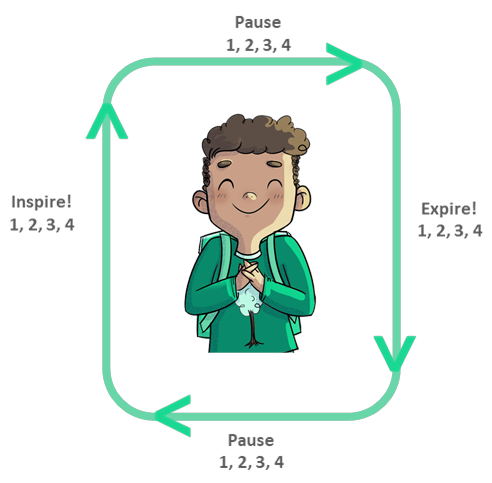 Pause
1, 2, 3, 4
Inspire!
1, 2, 3, 4
Expire!
1, 2, 3, 4
Pause
1, 2, 3, 4